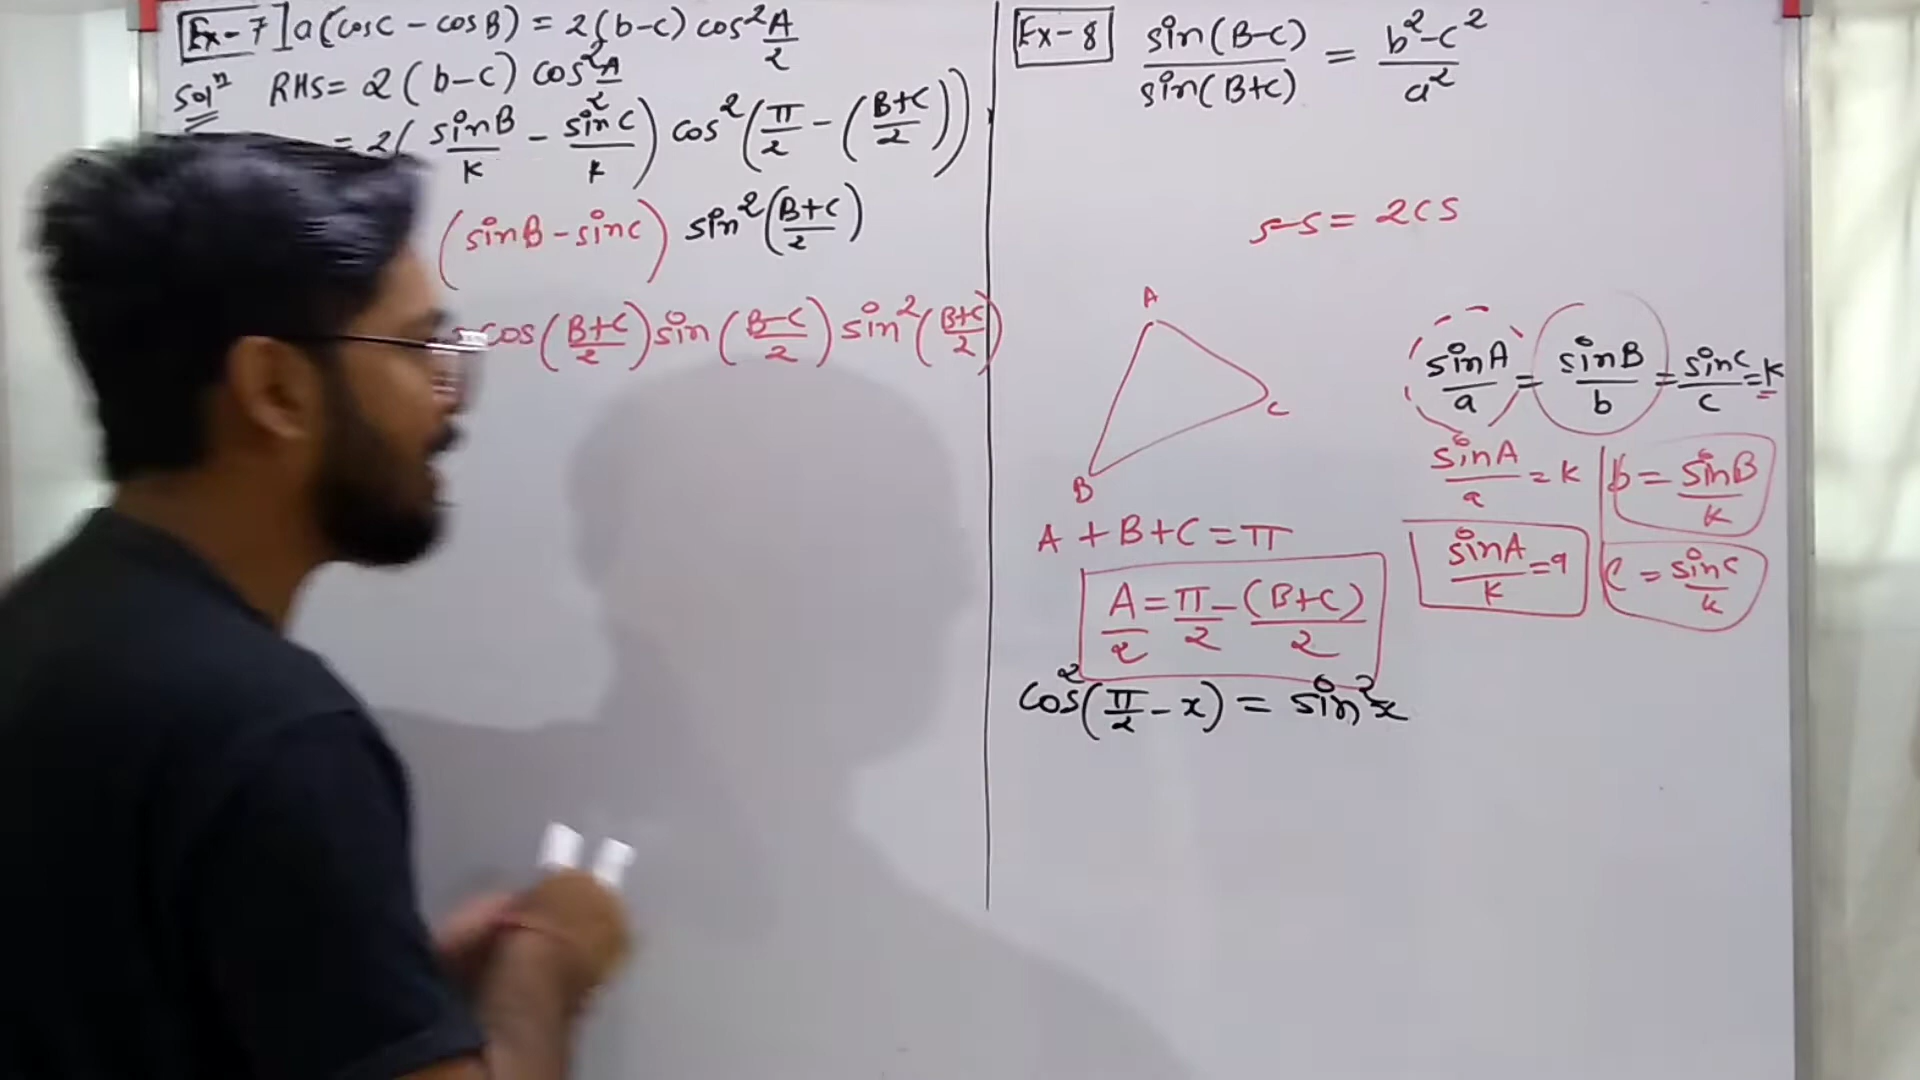 Ex-7] a(cosC - cosB) = 2(b-c) cos²A/2
Solⁿ RHS = 2(b-c) cos²A/2
= 2(sinB/k - sinC/k) cos²(π/2 - (B+C/2))
(sinB - sinC) sin²(B+C/2)
cos(B+C/2) sin(B-C/2) sin²(B+C/2)
Ex-8 sin(B-C)/sin(B+C) = b²-c²/a²
s-s = 2CS
A
B
C
sinA/a = sinB/b = sinC/c = k
sinA/a = k
b = sinB/k
sinA/k = a
c = sinC/k
A + B + C = π
A/2 = π/2 - (B+C)/2
cos²(π/2 - x) = sin²x